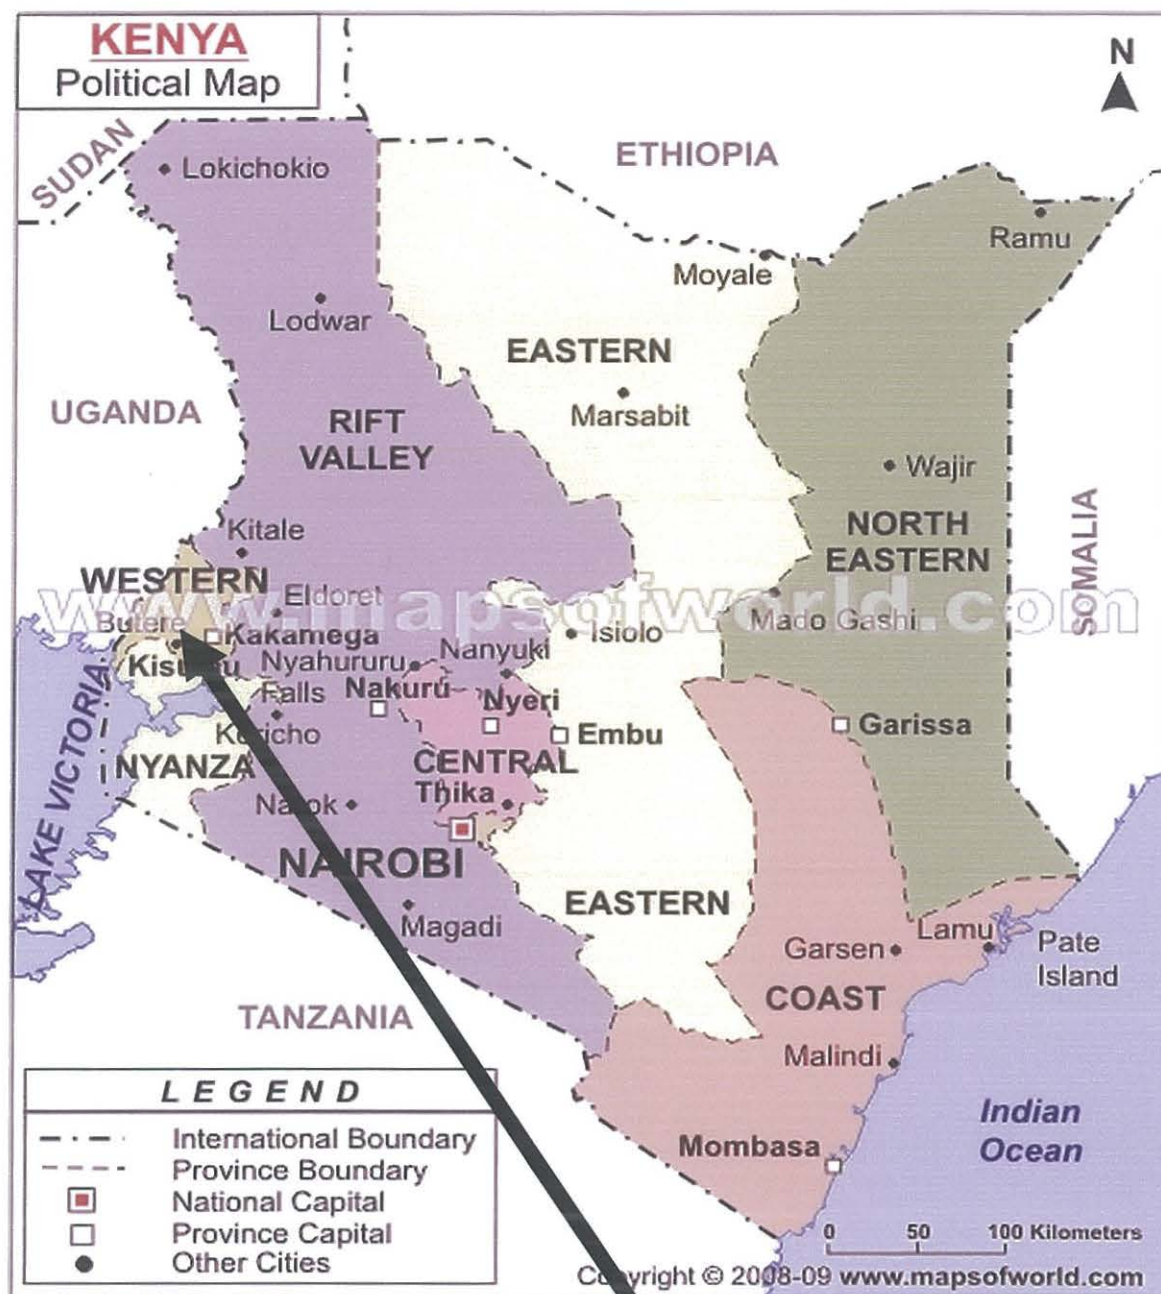 KENYA
Political Map
N
SUDAN
ETHIOPIA
Lokichokio
Ramu
Moyale
Lodwar
EASTERN
UGANDA
Marsabit
RIFT
VALLEY
Wajir
SOMALIA
NORTH
EASTERN
Kitale
WESTERN
Eldoret
www.mapsofworld.com
Butere
Kakamega
Isiolo
Mado Gashi
Kisumu
Nyahururu
Falls
Nanyuki
Nakuru
Nyeri
Embu
Garissa
LAKE VICTORIA
Kericho
NYANZA
CENTRAL
Thika
Narok
NAIROBI
EASTERN
Magadi
Lamu
Garsen
Pate
Island
COAST
TANZANIA
Malindi
Indian
Ocean
Mombasa
LEGEND
International Boundary
Province Boundary
National Capital
Province Capital
Other Cities
0 50 100 Kilometers
Copyright © 2008-09 www.mapsofworld.com